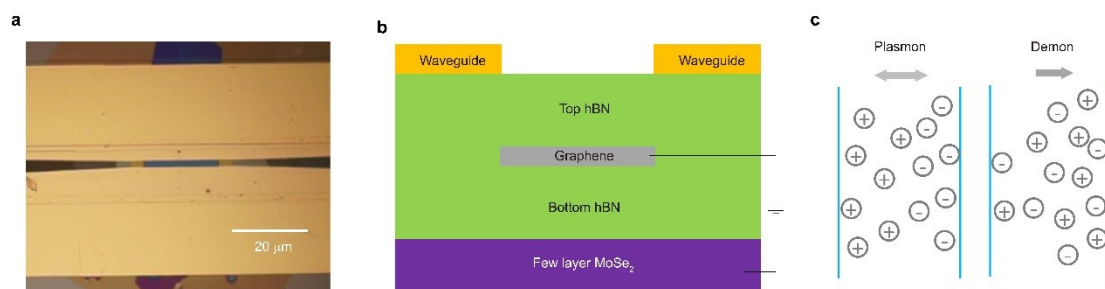 a
b
c
20 μm
Waveguide
Waveguide
Top hBN
Graphene
Bottom hBN
Few layer MoSe₂
Plasmon
Demon